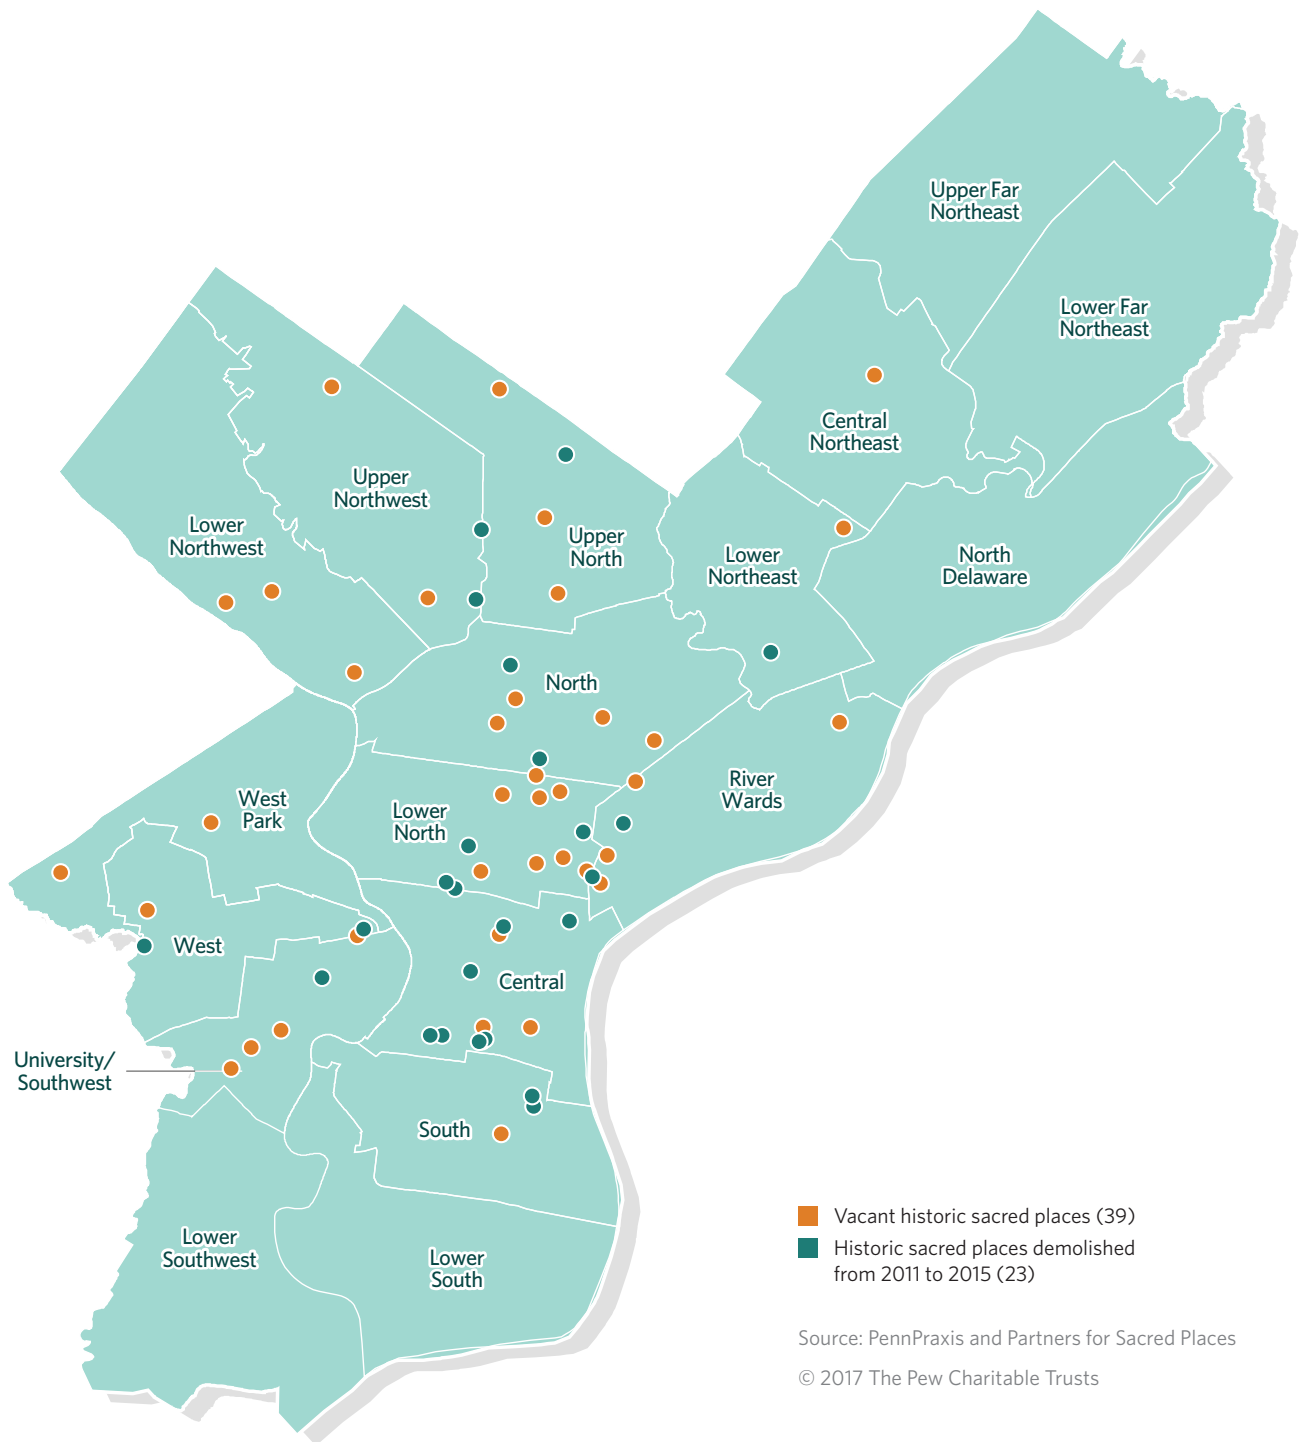 Upper Far
Northeast
Lower Far
Northeast
Central
Northeast
Upper
Northwest
Lower
Northwest
Upper
North
Lower
Northeast
North
Delaware
North
River
Wards
West
Park
Lower
North
West
Central
University/
Southwest
South
Lower
Southwest
Lower
South
Vacant historic sacred places (39)
Historic sacred places demolished
from 2011 to 2015 (23)
Source: PennPraxis and Partners for Sacred Places
© 2017 The Pew Charitable Trusts